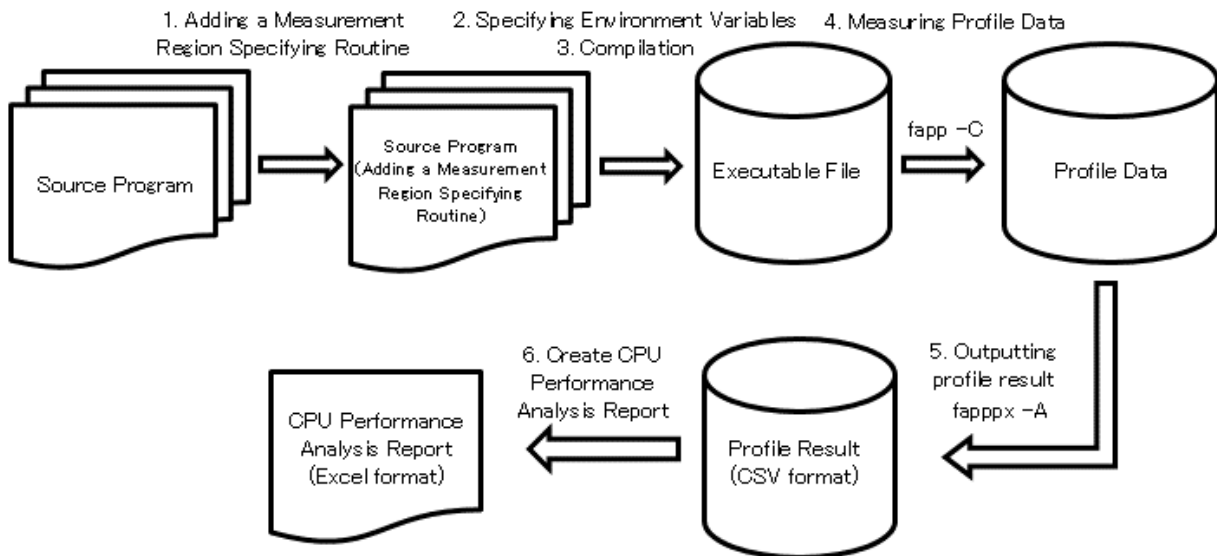 1. Adding a Measurement
Region Specifying Routine
2. Specifying Environment Variables
3. Compilation
4. Measuring Profile Data
Source Program
Source Program
(Adding a Measurement
Region Specifying
Routine)
Executable File
fapp -C
Profile Data
5. Outputting
profile result
fapppx -A
Profile Result
(CSV format)
6. Create CPU
Performance
Analysis Report
CPU Performance
Analysis Report
(Excel format)